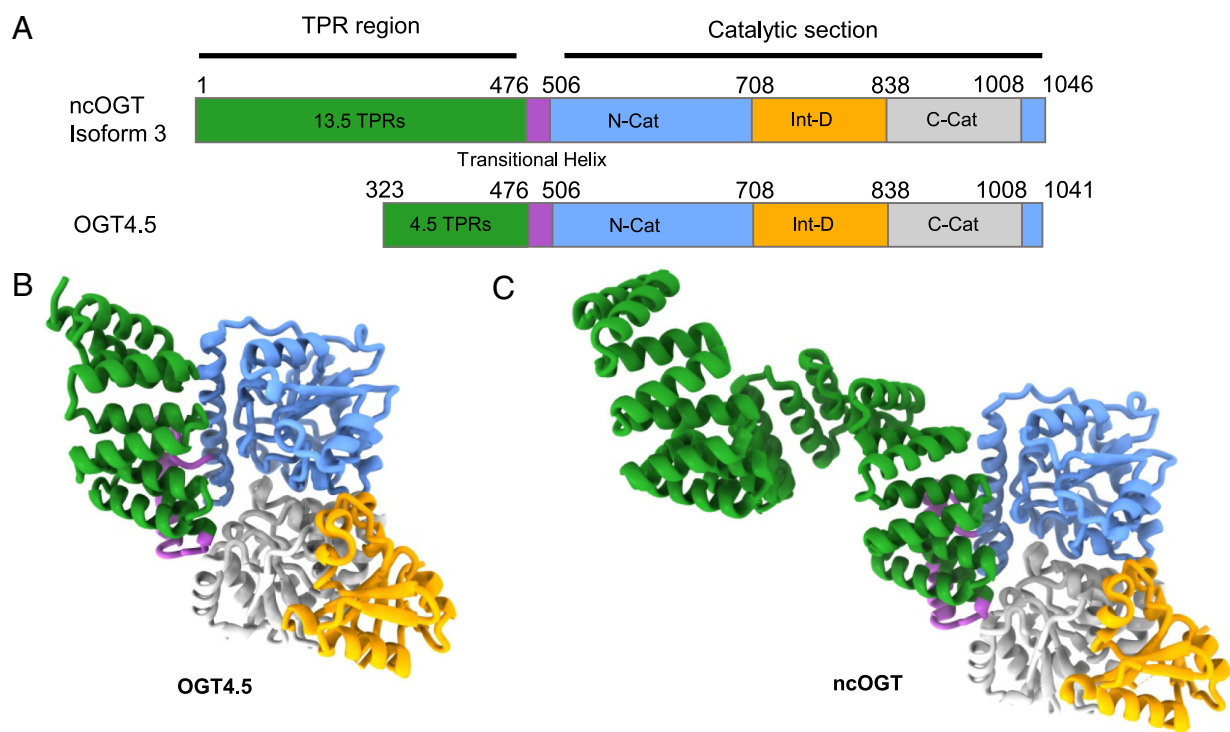 A
TPR region Catalytic section
1 476 506 708 838 1008 1046
ncOGT
Isoform 3
13.5 TPRs N-Cat Int-D C-Cat
Transitional Helix
323 476 506 708 838 1008 1041
OGT4.5
4.5 TPRs N-Cat Int-D C-Cat
B
C
OGT4.5
ncOGT